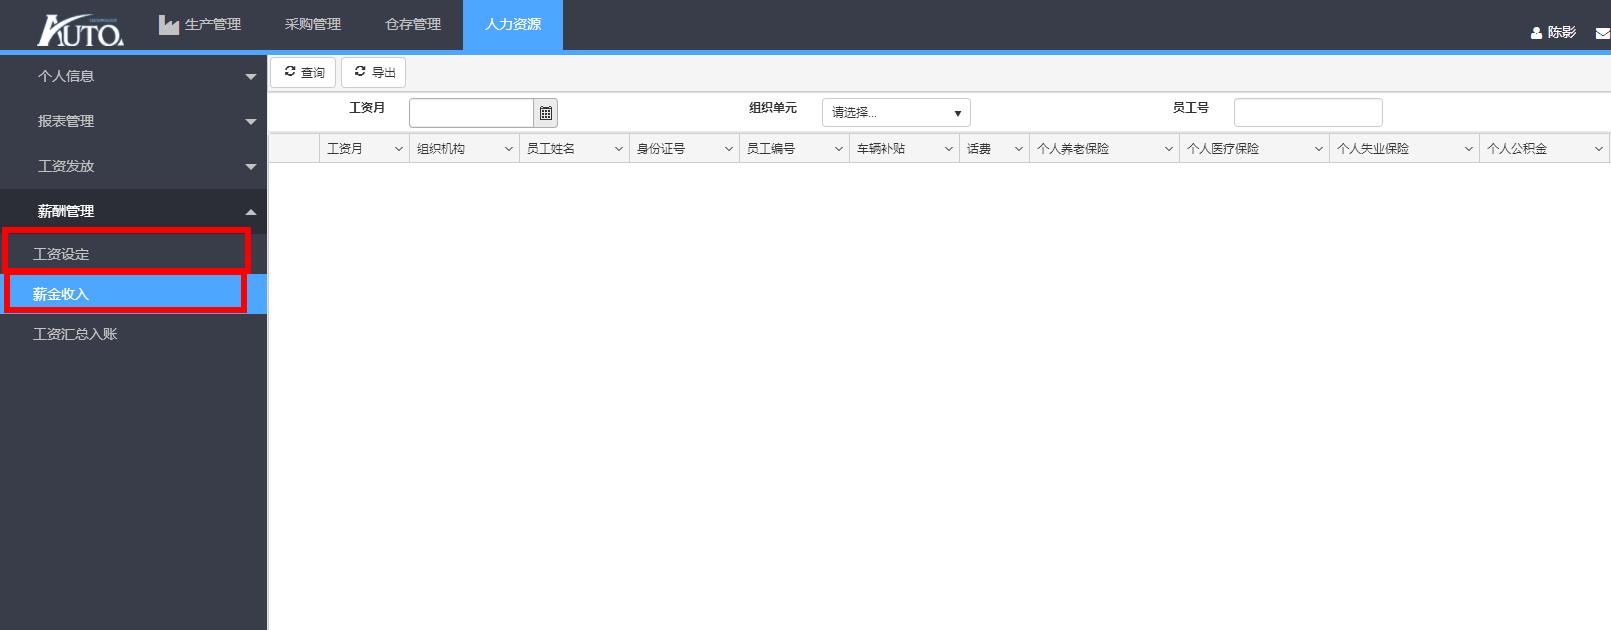 AUTO.
生产管理 采购管理 仓存管理 人力资源
陈影
个人信息
报表管理
工资发放
薪酬管理
工资设定
薪金收入
工资汇总入账
查询 导出
工资月 组织单元 请选择... 员工号
工资月 组织机构 员工姓名 身份证号 员工编号 车辆补贴 话费 个人养老保险 个人医疗保险 个人失业保险 个人公积金